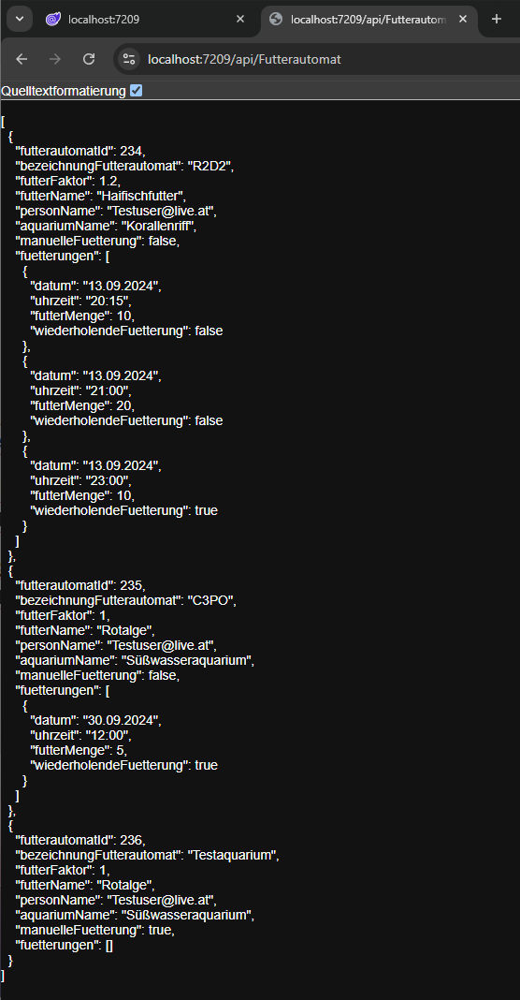 localhost:7209
localhost:7209/api/Futterautom
localhost:7209/api/Futterautomat
Quelltextformatierung
[
  {
    "futterautomatId": 234,
    "bezeichnungFutterautomat": "R2D2",
    "futterFaktor": 1.2,
    "futterName": "Haifischfutter",
    "personName": "Testuser@live.at",
    "aquariumName": "Korallenriff",
    "manuelleFuetterung": false,
    "fuetterungen": [
      {
        "datum": "13.09.2024",
        "uhrzeit": "20:15",
        "futterMenge": 10,
        "wiederholendeFuetterung": false
      },
      {
        "datum": "13.09.2024",
        "uhrzeit": "21:00",
        "futterMenge": 20,
        "wiederholendeFuetterung": false
      },
      {
        "datum": "13.09.2024",
        "uhrzeit": "23:00",
        "futterMenge": 10,
        "wiederholendeFuetterung": true
      }
    ]
  },
  {
    "futterautomatId": 235,
    "bezeichnungFutterautomat": "C3PO",
    "futterFaktor": 1,
    "futterName": "Rotalge",
    "personName": "Testuser@live.at",
    "aquariumName": "Süßwasseraquarium",
    "manuelleFuetterung": false,
    "fuetterungen": [
      {
        "datum": "30.09.2024",
        "uhrzeit": "12:00",
        "futterMenge": 5,
        "wiederholendeFuetterung": true
      }
    ]
  },
  {
    "futterautomatId": 236,
    "bezeichnungFutterautomat": "Testaquarium",
    "futterFaktor": 1,
    "futterName": "Rotalge",
    "personName": "Testuser@live.at",
    "aquariumName": "Süßwasseraquarium",
    "manuelleFuetterung": true,
    "fuetterungen": []
  }
]